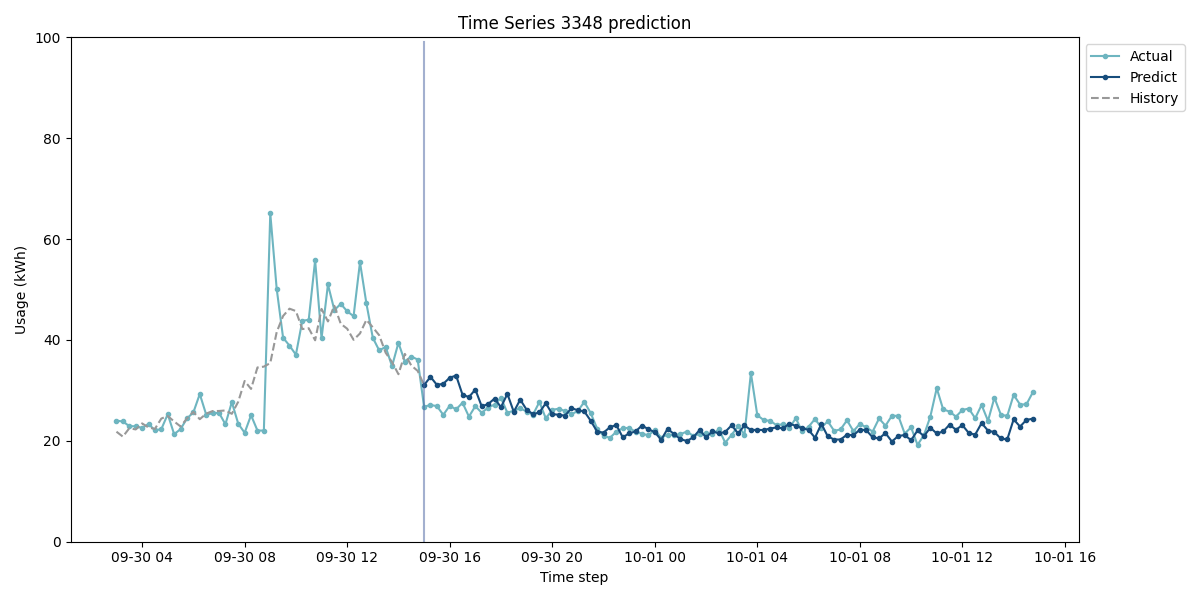 Time Series 3348 prediction
100
80
60
40
20
0
Usage (kWh)
09-30 04
09-30 08
09-30 12
09-30 16
09-30 20
10-01 00
10-01 04
10-01 08
10-01 12
10-01 16
Time step
Actual
Predict
History